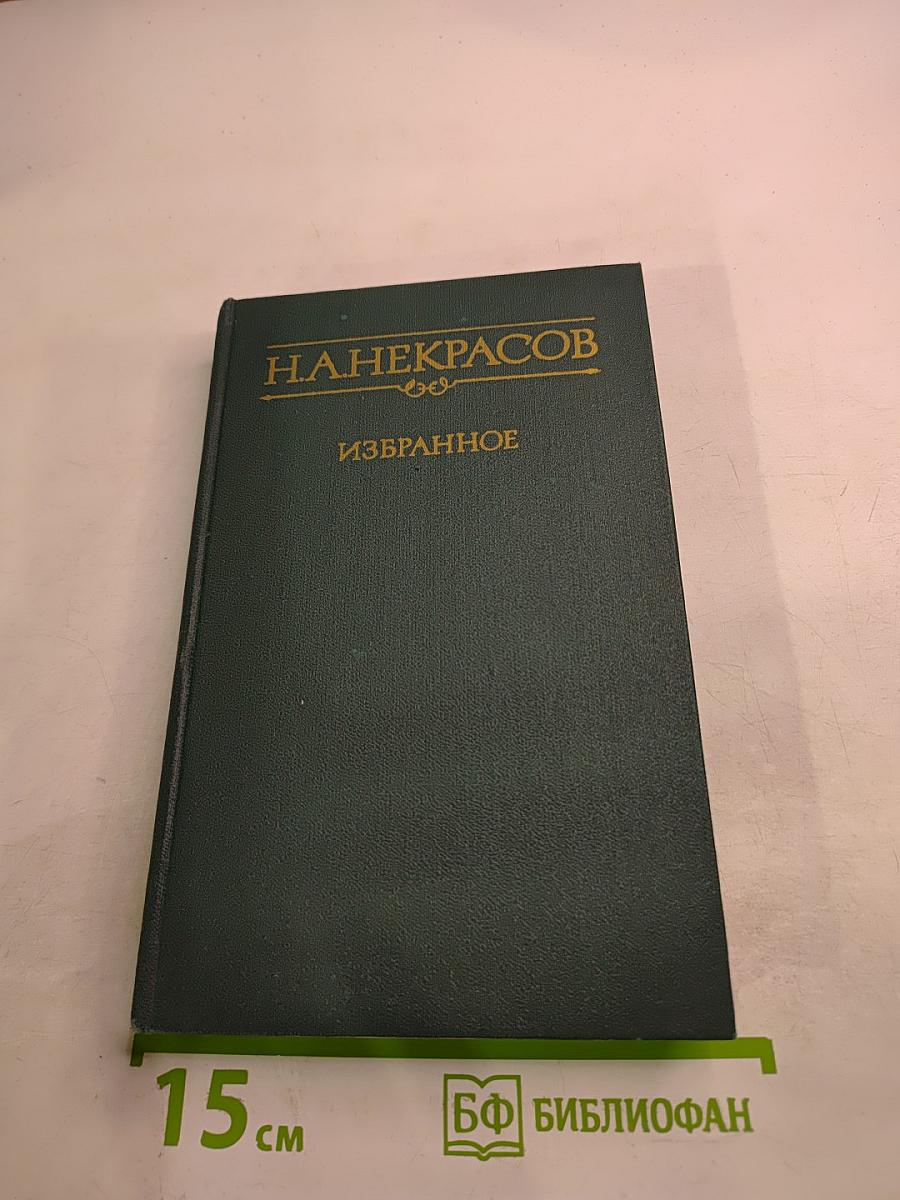 Н.А.НЕКРАСОВ
ИЗБРАННОЕ
15 см
БФ БИБЛИОФАН